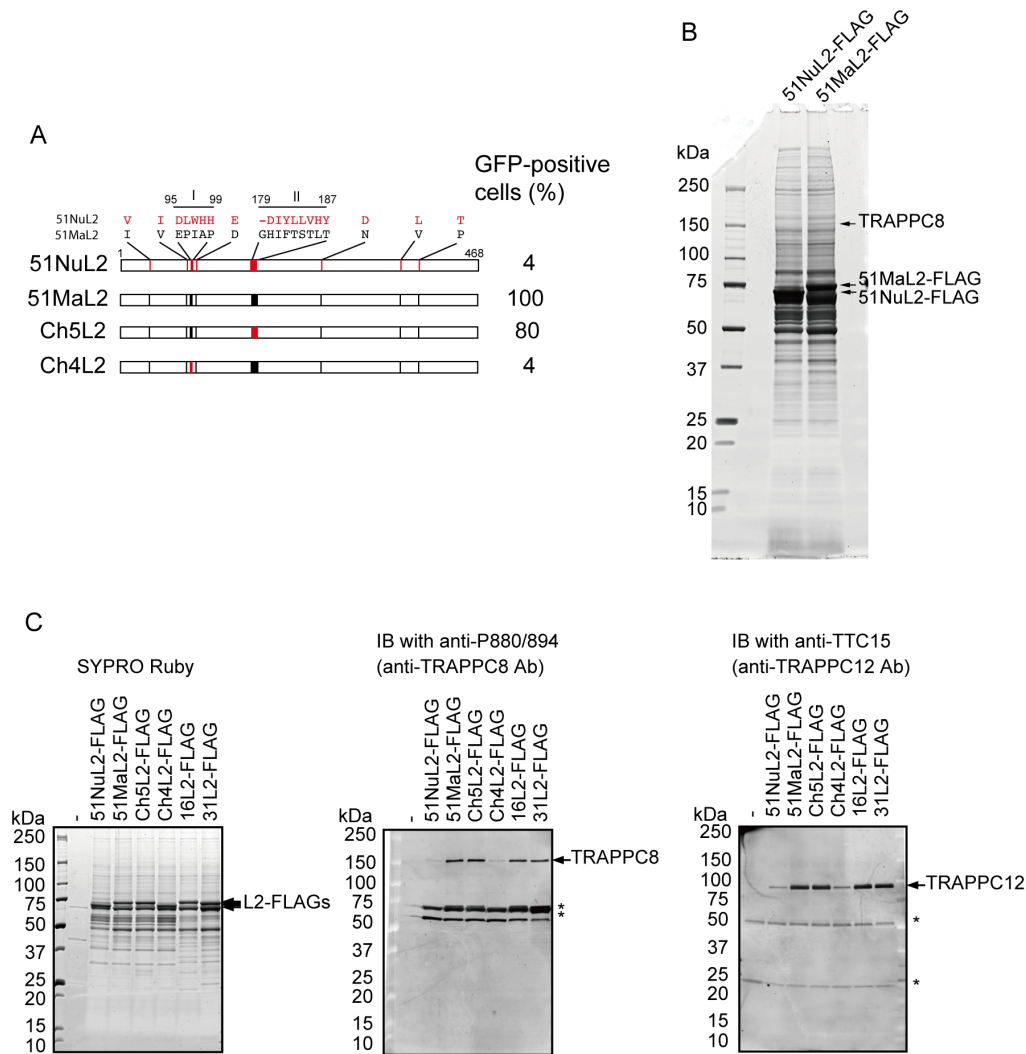 A
GFP-positive
cells (%)
I II
95 99 179 187
51NuL2 V I DLWHH E -DIYLLVHY D L T
51MaL2 I V EPIAP D GHIFTSTLT N V P
1 468
51NuL2 4
51MaL2 100
Ch5L2 80
Ch4L2 4
B
51NuL2-FLAG
51MaL2-FLAG
kDa
250
150
100
75
50
37
25
20
15
10
TRAPPC8
51MaL2-FLAG
51NuL2-FLAG
C
SYPRO Ruby
-
51NuL2-FLAG
51MaL2-FLAG
Ch5L2-FLAG
Ch4L2-FLAG
16L2-FLAG
31L2-FLAG
kDa
250
150
100
75
50
37
25
20
15
10
L2-FLAGs
IB with anti-P880/894
(anti-TRAPPC8 Ab)
-
51NuL2-FLAG
51MaL2-FLAG
Ch5L2-FLAG
Ch4L2-FLAG
16L2-FLAG
31L2-FLAG
kDa
250
150
100
75
50
37
25
20
15
10
TRAPPC8
*
*
IB with anti-TTC15
(anti-TRAPPC12 Ab)
-
51NuL2-FLAG
51MaL2-FLAG
Ch5L2-FLAG
Ch4L2-FLAG
16L2-FLAG
31L2-FLAG
kDa
250
150
100
75
50
37
25
20
15
10
TRAPPC12
*
*